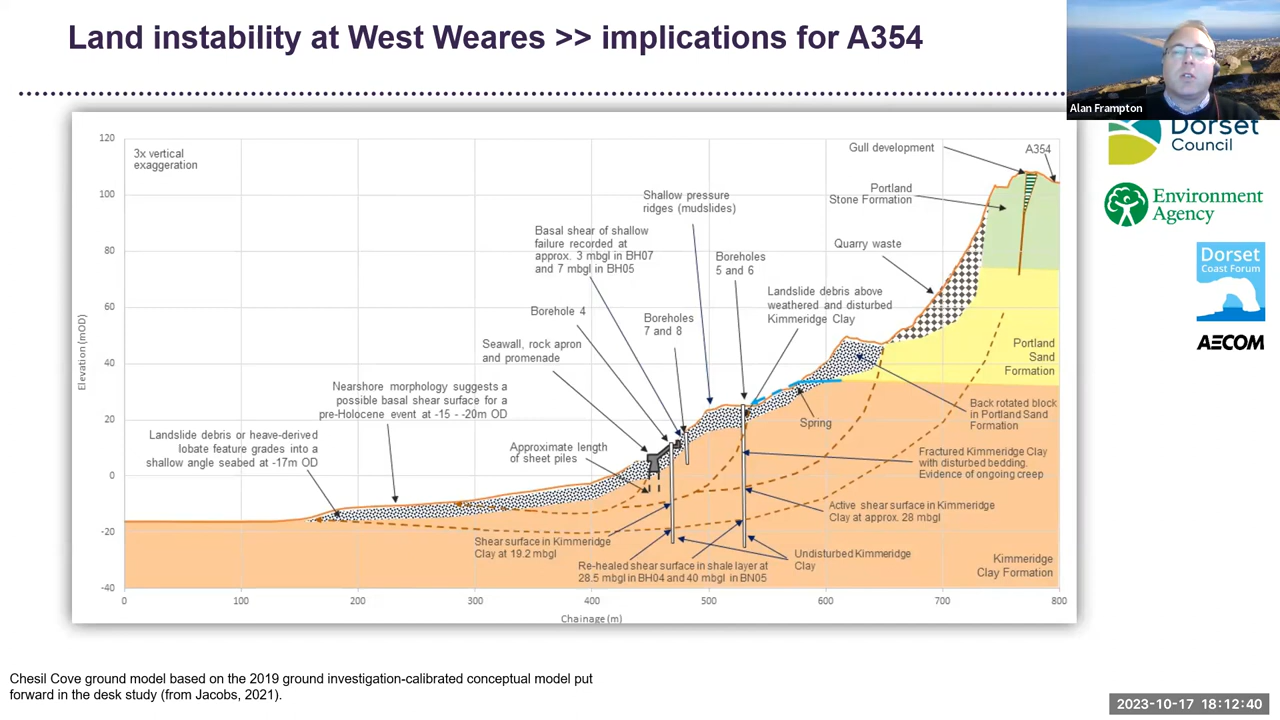 Land instability at West Weares >> implications for A354
Alan Frampton
Dorset
Council
Environment
Agency
Dorset
Coast Forum
AECOM
120
100
80
60
40
20
0
-20
-40
Elevation (mOD)
3x vertical
exaggeration
Gull development
A354
Portland
Stone Formation
Shallow pressure
ridges (mudslides)
Quarry waste
Basal shear of shallow
failure recorded at
approx. 3 mbgl in BH07
and 7 mbgl in BH05
Boreholes
5 and 6
Landslide debris above
weathered and disturbed
Kimmeridge Clay
Borehole 4
Boreholes
7 and 8
Seawall, rock apron
and promenade
Portland
Sand
Formation
Nearshore morphology suggests a
possible basal shear surface for a
pre-Holocene event at -15 - -20m OD
Back rotated block
in Portland Sand
Formation
Spring
Landslide debris or heave-derived
lobate feature grades into a
shallow angle seabed at -17m OD
Approximate length
of sheet piles
Fractured Kimmeridge Clay
with disturbed bedding.
Evidence of ongoing creep
Active shear surface in Kimmeridge
Clay at approx. 28 mbgl
Shear surface in Kimmeridge
Clay at 19.2 mbgl
Undisturbed Kimmeridge
Clay
Re-healed shear surface in shale layer at
28.5 mbgl in BH04 and 40 mbgl in BN05
Kimmeridge
Clay Formation
0
100
200
300
400
500
600
700
800
Chainage (m)
Chesil Cove ground model based on the 2019 ground investigation-calibrated conceptual model put
forward in the desk study (from Jacobs, 2021).
2023-10-17 18:12:40